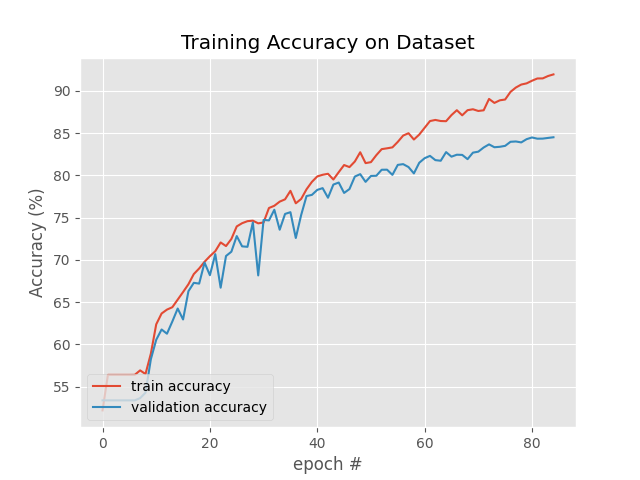 Training Accuracy on Dataset
Accuracy (%)
90
85
80
75
70
65
60
55
train accuracy
validation accuracy
0 20 40 60 80
epoch #